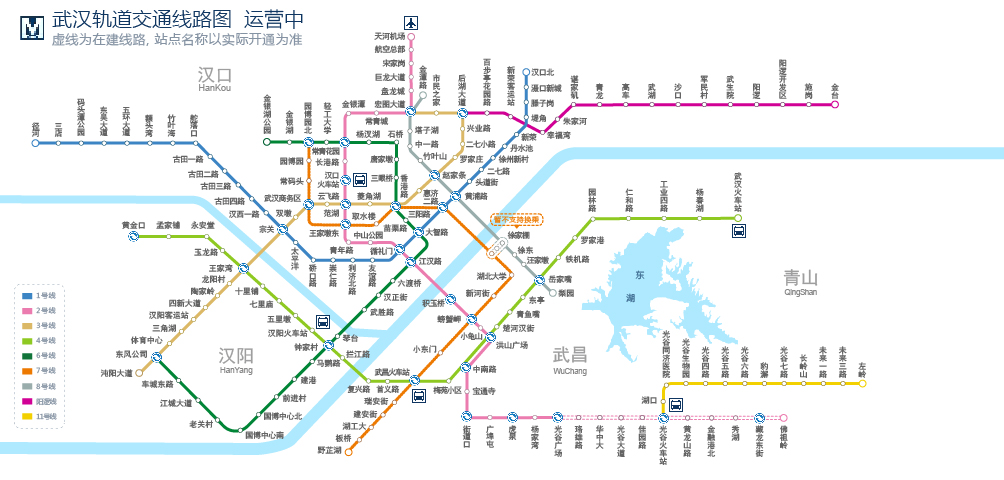 武汉轨道交通线路图 运营中
虚线为在建线路, 站点名称以实际开通为准
汉口
HanKou
汉阳
HanYang
武昌
WuChang
青山
QingShan
东
湖
1号线
2号线
3号线
4号线
6号线
7号线
8号线
阳逻线
11号线
暂不支持换乘
天河机场
航空总部
宋家岗
巨龙大道
盘龙城
宏图大道
金潭路
市民之家
后湖大道
百步亭花园路
新荣客运站
汉口北
滠口新城
滕子岗
堤角
新荣
丹水池
徐州新村
二七路
头道街
黄浦路
谌家矶
青龙
高车
武湖
沙口
军民村
武生院
阳逻
阳逻开发区
施岗
金台
朱家河
幸福湾
兴业路
二七小路
罗家庄
赵家条
塔子湖
中一路
竹叶山
径河
三店
码头潭公园
东吴大道
五环大道
额头湾
竹叶海
舵落口
古田一路
古田二路
古田三路
古田四路
汉西一路
宗关
双墩
太平洋
硚口路
崇仁路
利济北路
友谊路
循礼门
大智路
三阳路
金银湖公园
金银湖
园博园北
轻工大学
金银潭
常青城
常青花园
杨汉湖
石桥
唐家墩
三眼桥
香港路
惠济二路
苗栗路
园博园
常码头
武汉商务区
王家墩东
长港路
汉口
火车站
云飞路
范湖
菱角湖
取水楼
中山公园
青年路
江汉路
六渡桥
汉正街
武胜路
琴台
积玉桥
螃蟹岬
小龟山
洪山广场
中南路
宝通寺
街道口
广埠屯
虎泉
杨家湾
光谷广场
珞雄路
华中大
光谷大道
佳园路
光谷火车站
黄龙山路
金融港北
秀湖
藏龙东街
佛祖岭
黄金口
孟家铺
永安堂
玉龙路
王家湾
龙阳村
陶家岭
四新大道
汉阳客运站
三角湖
体育中心
东风公司
沌阳大道
车城东路
江城大道
老关村
国博中心南
国博中心北
前进村
建港
马鹦路
钟家村
汉阳火车站
五里墩
七里庙
十里铺
拦江路
复兴路
首义路
武昌火车站
梅苑小区
瑞安街
建安街
湖工大
板桥
野芷湖
小东门
新河街
湖北大学
徐家棚
徐东
汪家墩
岳家嘴
梨园
铁机路
罗家港
园林路
仁和路
工业四路
杨春湖
武汉火车站
东亭
青鱼嘴
楚河汉街
光谷同济医院
光谷生物园
光谷四路
光谷五路
光谷六路
豹澥
光谷七路
长岭山
未来一路
未来三路
左岭
湖口